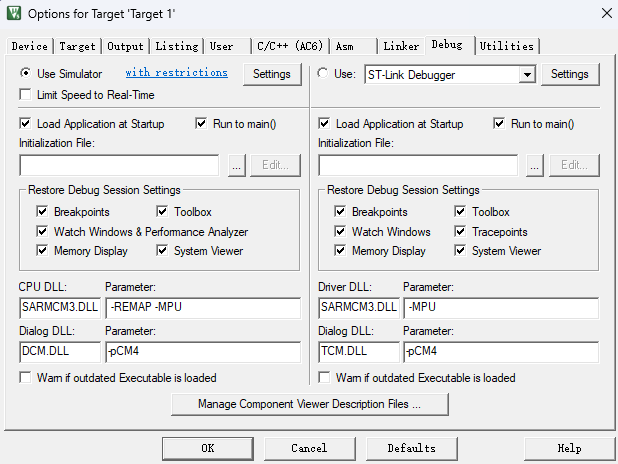 Options for Target 'Target 1'
Device Target Output Listing User C/C++ (AC6) Asm Linker Debug Utilities
Use Simulator with restrictions Settings
Limit Speed to Real-Time
Use: ST-Link Debugger Settings
Load Application at Startup Run to main()
Initialization File:
... Edit...
Restore Debug Session Settings
Breakpoints Toolbox
Watch Windows & Performance Analyzer
Memory Display System Viewer
CPU DLL: Parameter:
SARMCM3.DLL -REMAP -MPU
Dialog DLL: Parameter:
DCM.DLL -pCM4
Warn if outdated Executable is loaded
Load Application at Startup Run to main()
Initialization File:
... Edit...
Restore Debug Session Settings
Breakpoints Toolbox
Watch Windows Tracepoints
Memory Display System Viewer
Driver DLL: Parameter:
SARMCM3.DLL -MPU
Dialog DLL: Parameter:
TCM.DLL -pCM4
Warn if outdated Executable is loaded
Manage Component Viewer Description Files ...
OK Cancel Defaults Help